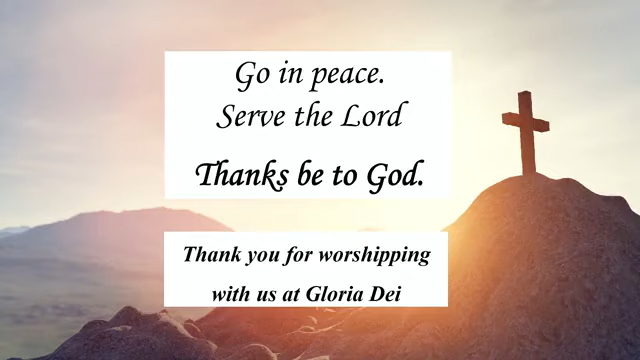 Go in peace.
Serve the Lord
Thanks be to God.
Thank you for worshipping
with us at Gloria Dei